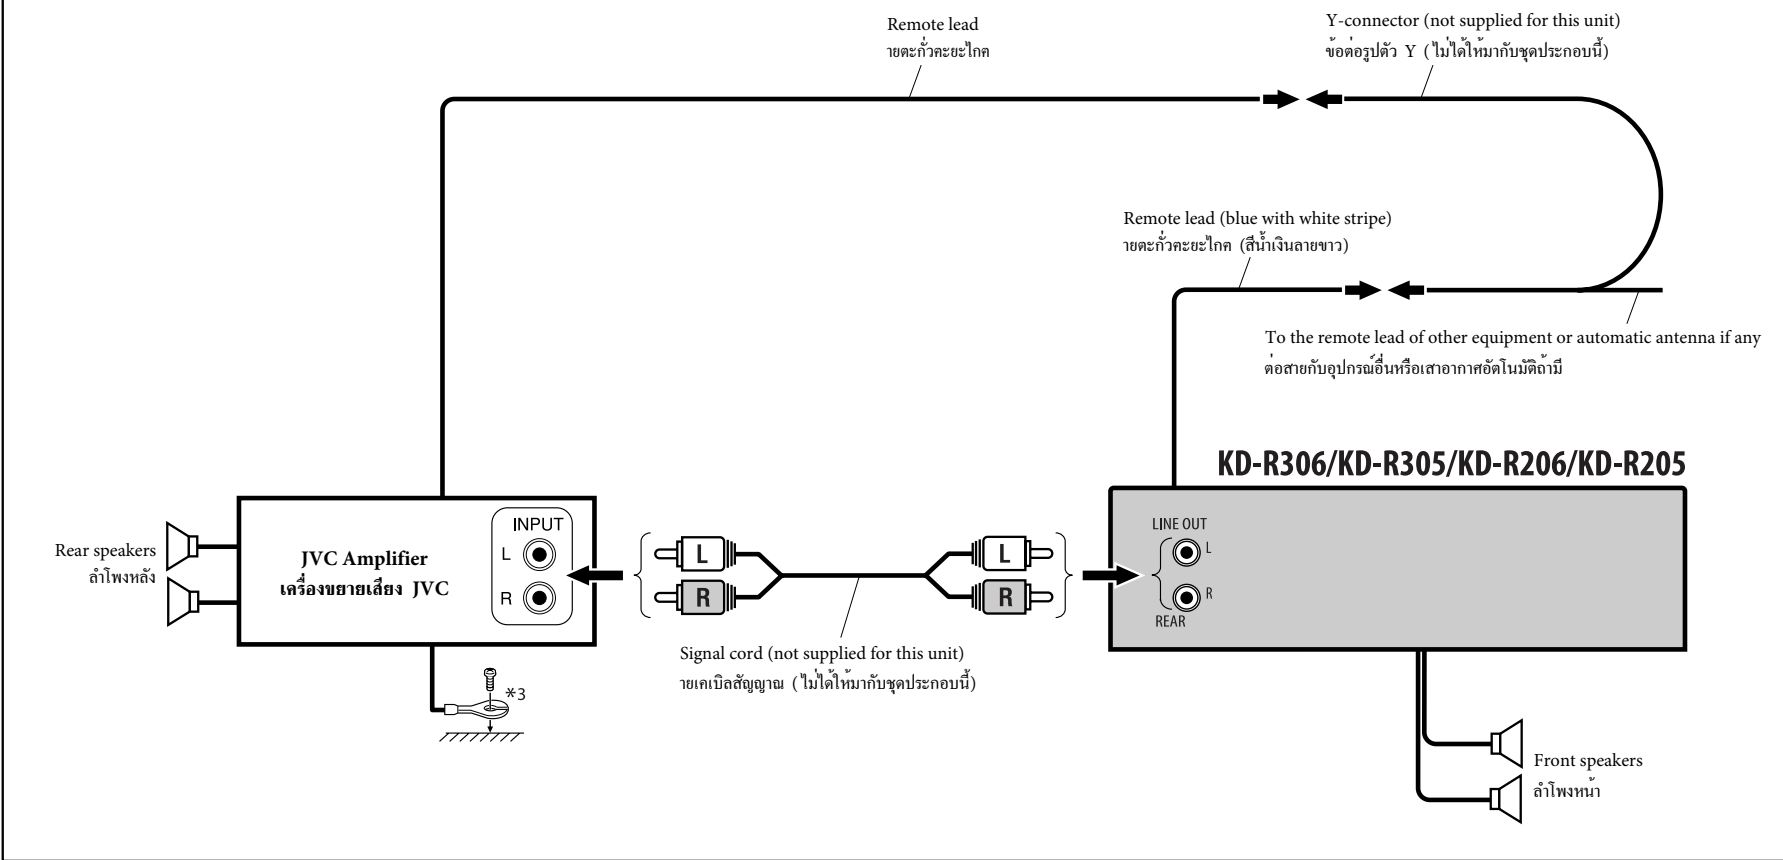 Remote lead
ายตะกั่วคะยะไกค
Y-connector (not supplied for this unit)
ข้อต่อรูปตัว Y (ไม่ได้ให้มากับชุดประกอบนี้)
Remote lead (blue with white stripe)
ายตะกั่วคะยะไกค (สีน้ำเงินลายขาว)
To the remote lead of other equipment or automatic antenna if any
ต่อสายกับอุปกรณ์อื่นหรือเสาอากาศอัตโนมัติถ้ามี
KD-R306/KD-R305/KD-R206/KD-R205
Rear speakers
ลำโพงหลัง
JVC Amplifier
เครื่องขยายเสียง JVC
INPUT
L
R
L
R
L
R
LINE OUT
L
R
REAR
Signal cord (not supplied for this unit)
ายเคเบิลสัญญาณ (ไม่ได้ให้มากับชุดประกอบนี้)
*3
Front speakers
ลำโพงหน้า